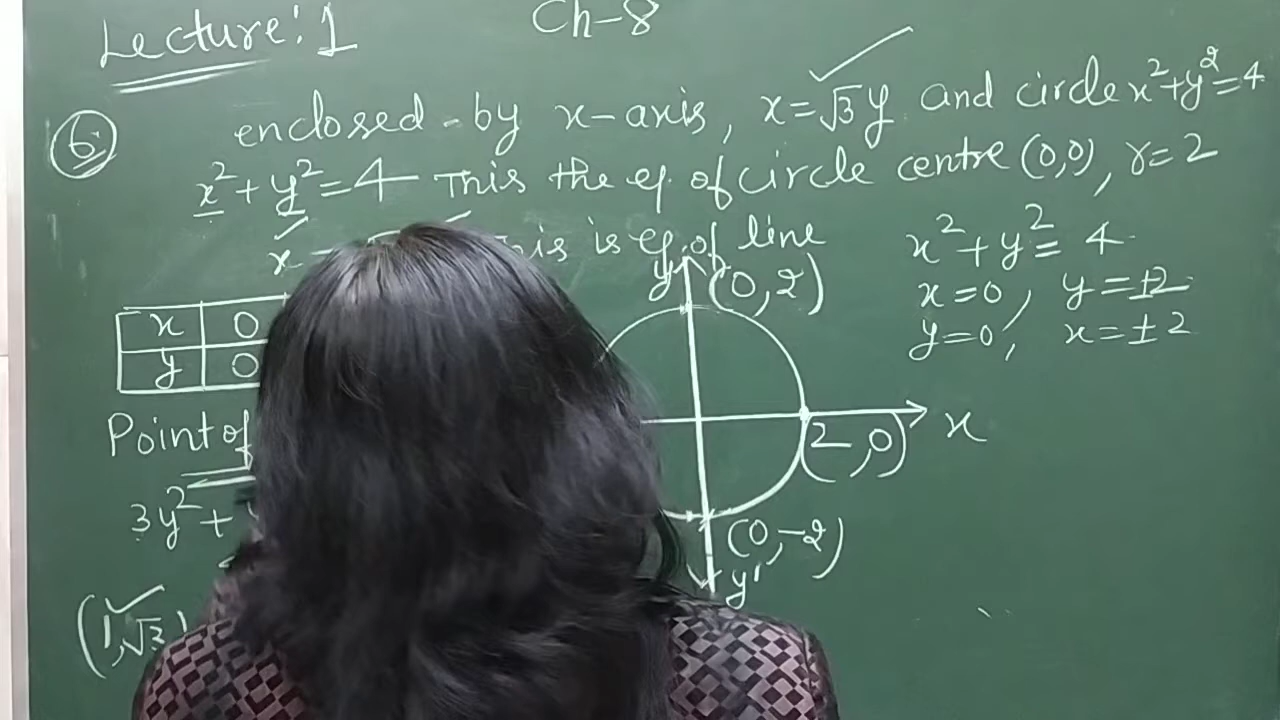 Lecture: 1
Ch-8
6 enclosed - by x-axis, x=√3y and circle x²+y²=4
x²+y²=4 This the eq. of circle centre (0,0), r=2
x = is eq. of line
x²+y²=4
x=0, y=±2
y=0, x=±2
x 0
y 0
y (0,2)
x
(2,0)
(0,-2)
y'
Point of
3y²+
(1,√3)